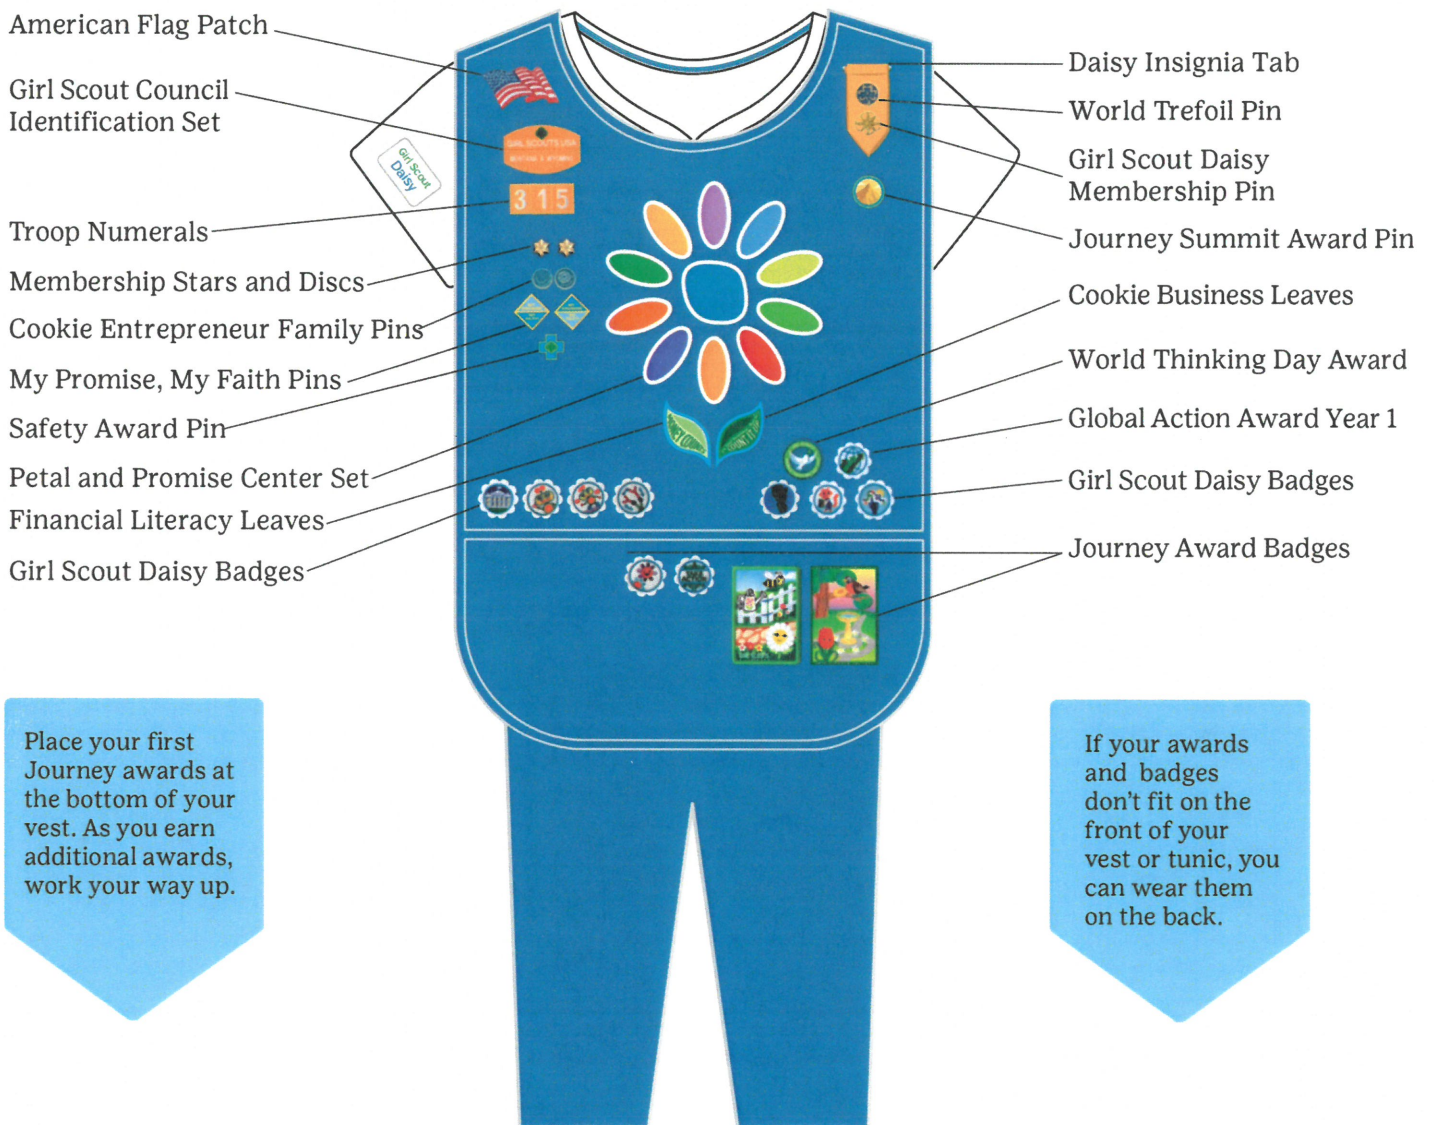 American Flag Patch
Girl Scout Council
Identification Set
Troop Numerals
Membership Stars and Discs
Cookie Entrepreneur Family Pins
My Promise, My Faith Pins
Safety Award Pin
Petal and Promise Center Set
Financial Literacy Leaves
Girl Scout Daisy Badges
Girl Scout
Daisy
GIRL SCOUTS USA
315
Daisy Insignia Tab
World Trefoil Pin
Girl Scout Daisy
Membership Pin
Journey Summit Award Pin
Cookie Business Leaves
World Thinking Day Award
Global Action Award Year 1
Girl Scout Daisy Badges
Journey Award Badges
Place your first
Journey awards at
the bottom of your
vest. As you earn
additional awards,
work your way up.
If your awards
and badges
don't fit on the
front of your
vest or tunic, you
can wear them
on the back.